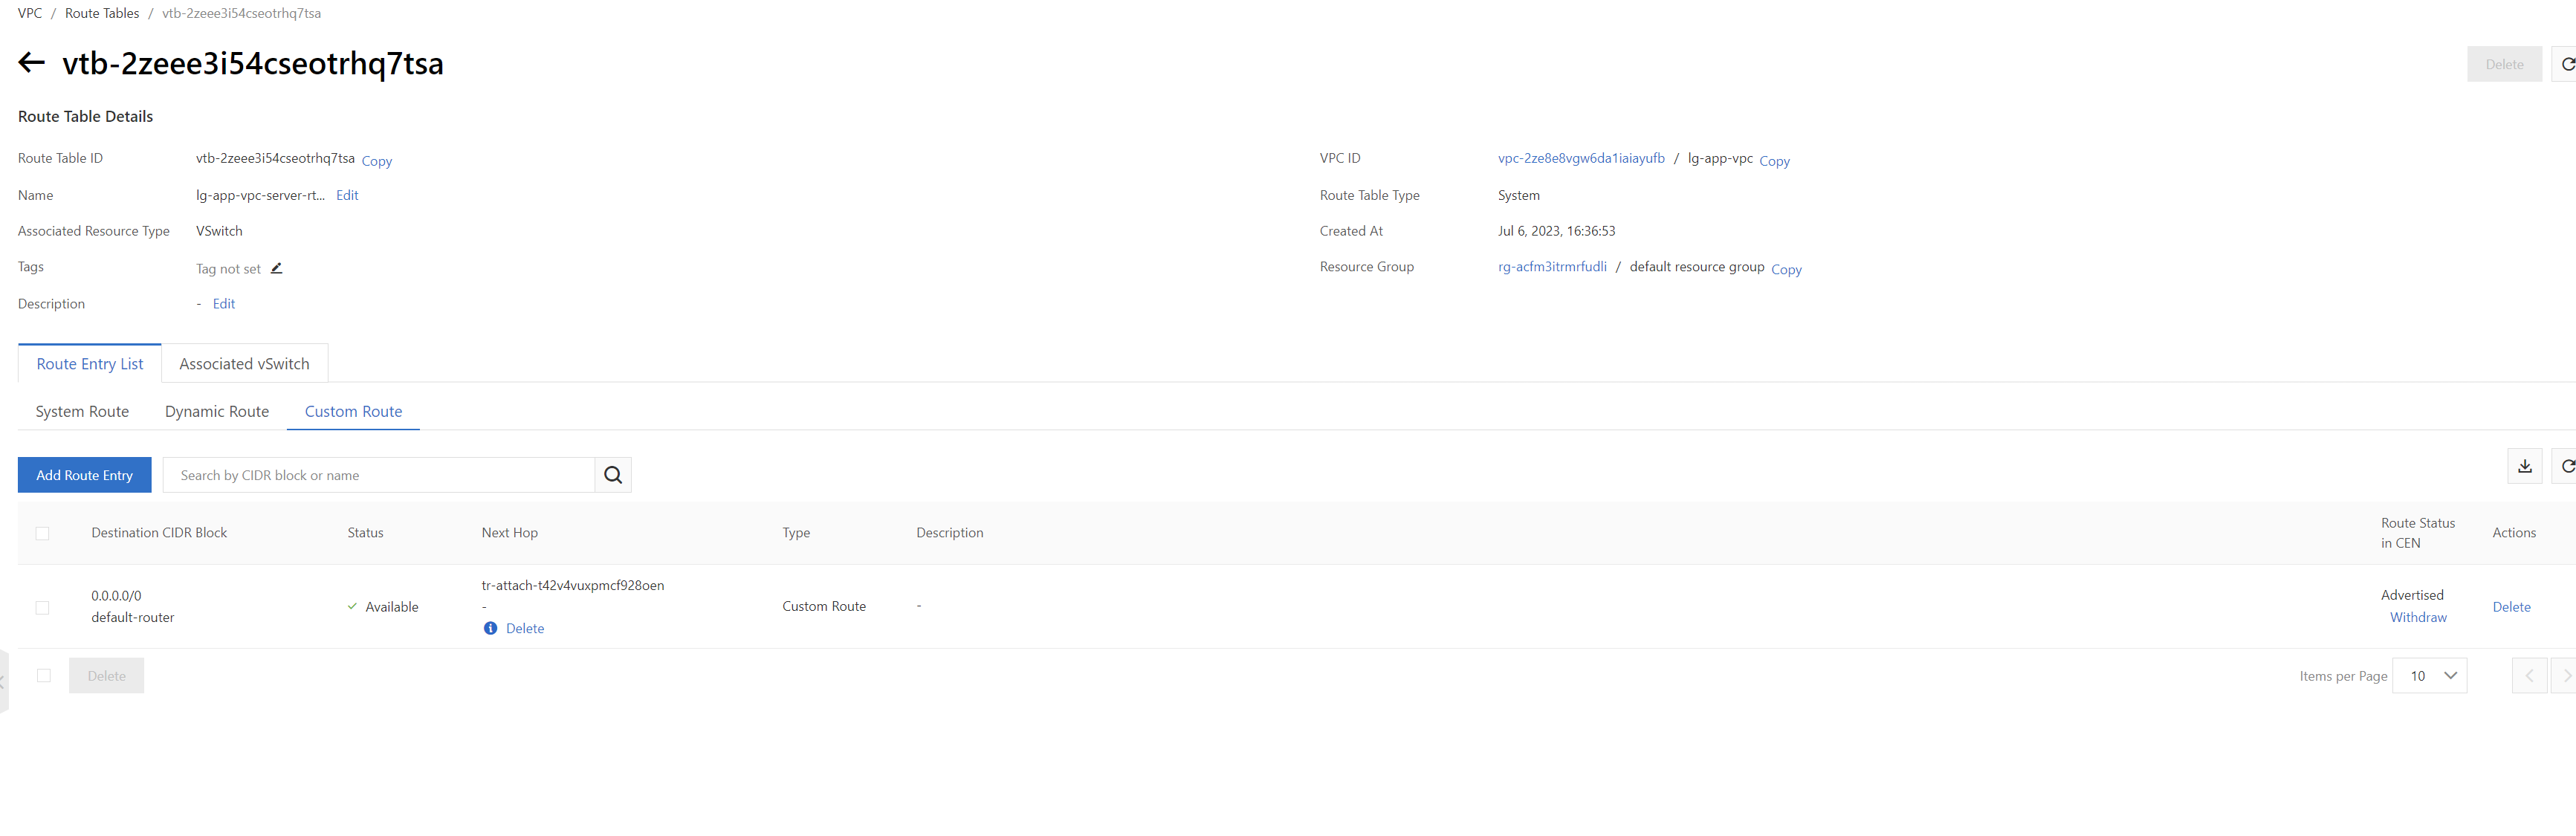 VPC / Route Tables / vtb-2zeee3i54cseotrhq7tsa
vtb-2zeee3i54cseotrhq7tsa
Delete
Route Table Details
Route Table ID vtb-2zeee3i54cseotrhq7tsa Copy
VPC ID vpc-2ze8e8vgw6da1iaiayufb / lg-app-vpc Copy
Name lg-app-vpc-server-rt... Edit
Route Table Type System
Associated Resource Type VSwitch
Created At Jul 6, 2023, 16:36:53
Tags Tag not set
Resource Group rg-acfm3itrmrfudli / default resource group Copy
Description - Edit
Route Entry List Associated vSwitch
System Route Dynamic Route Custom Route
Add Route Entry Search by CIDR block or name
Destination CIDR Block Status Next Hop Type Description Route Status in CEN Actions
0.0.0.0/0
default-router
Available
tr-attach-t42v4vuxpmcf928oen
-
Delete
Custom Route
-
Advertised
Withdraw
Delete
Delete
Items per Page 10